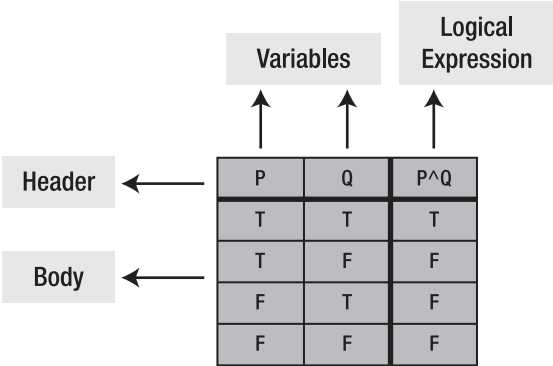 Logical
Expression
Variables
Header
P Q P^Q
T T T
Body
T F F
F T F
F F F